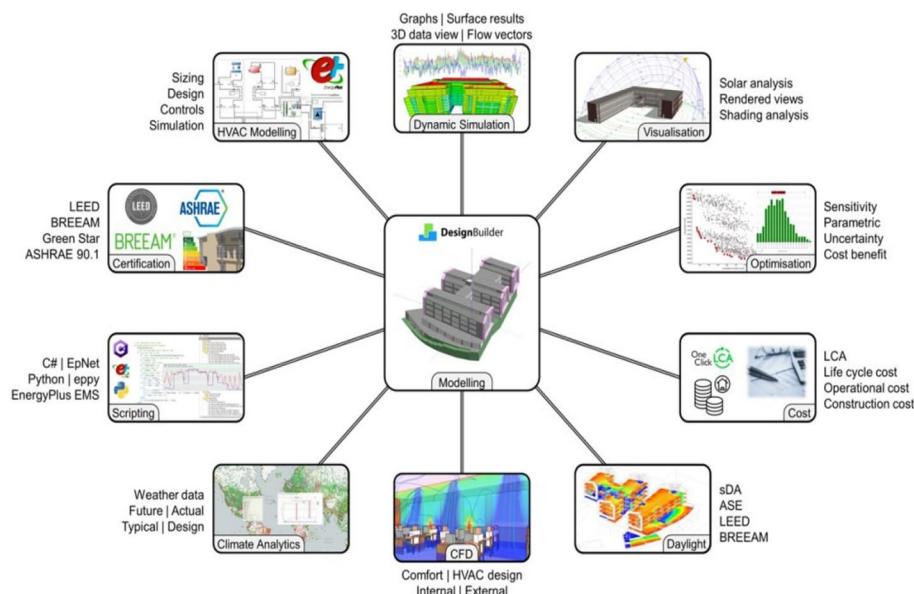 Graphs | Surface results
3D data view | Flow vectors
Dynamic Simulation
Sizing
Design
Controls
Simulation
HVAC Modelling
EnergyPlus
Solar analysis
Rendered views
Shading analysis
Visualisation
LEED
BREEAM
Green Star
ASHRAE 90.1
LEED
ASHRAE
BREEAM®
Certification
DesignBuilder
Modelling
Sensitivity
Parametric
Uncertainty
Cost benefit
Optimisation
C# | EpNet
Python | eppy
EnergyPlus EMS
Scripting
One
Click
LCA
LCA
Life cycle cost
Operational cost
Construction cost
Cost
Weather data
Future | Actual
Typical | Design
Climate Analytics
CFD
Comfort | HVAC design
Internal | External
sDA
ASE
LEED
BREEAM
Daylight